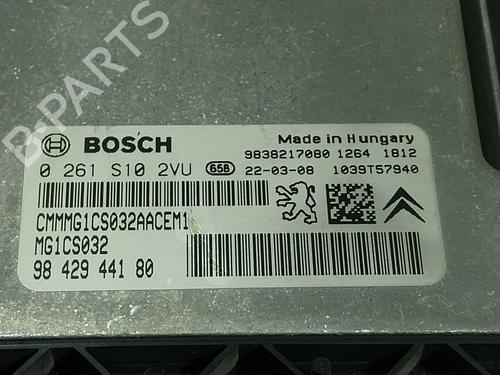 B-PARTS
BOSCH
Made in Hungary
9838217080 1264 1812
0 261 S10 2VU 65B 22-03-08 1039T57940
CMMMG1CS032AACEM1
MG1CS032
98 429 441 80